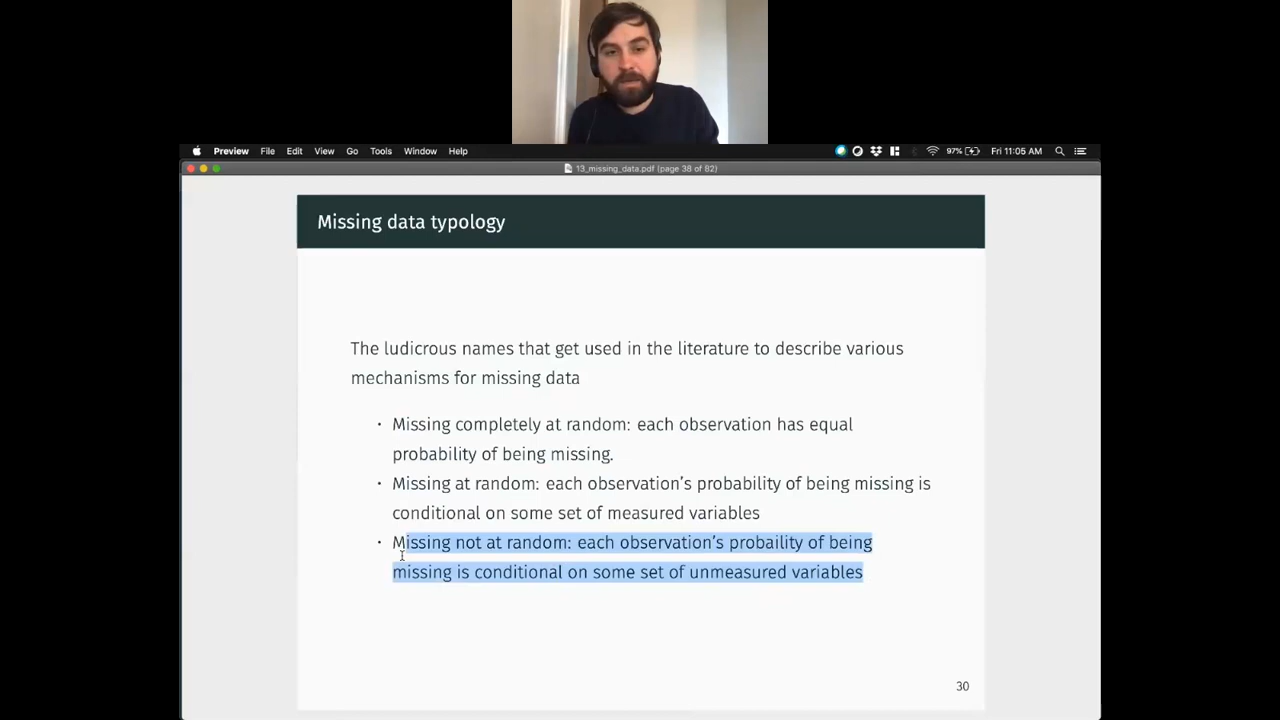 Preview File Edit View Go Tools Window Help 97% Fri 11:05 AM
13_missing_data.pdf (page 38 of 82)
Missing data typology
The ludicrous names that get used in the literature to describe various
mechanisms for missing data
• Missing completely at random: each observation has equal
probability of being missing.
• Missing at random: each observation's probability of being missing is
conditional on some set of measured variables
• Missing not at random: each observation's probaility of being
missing is conditional on some set of unmeasured variables
30